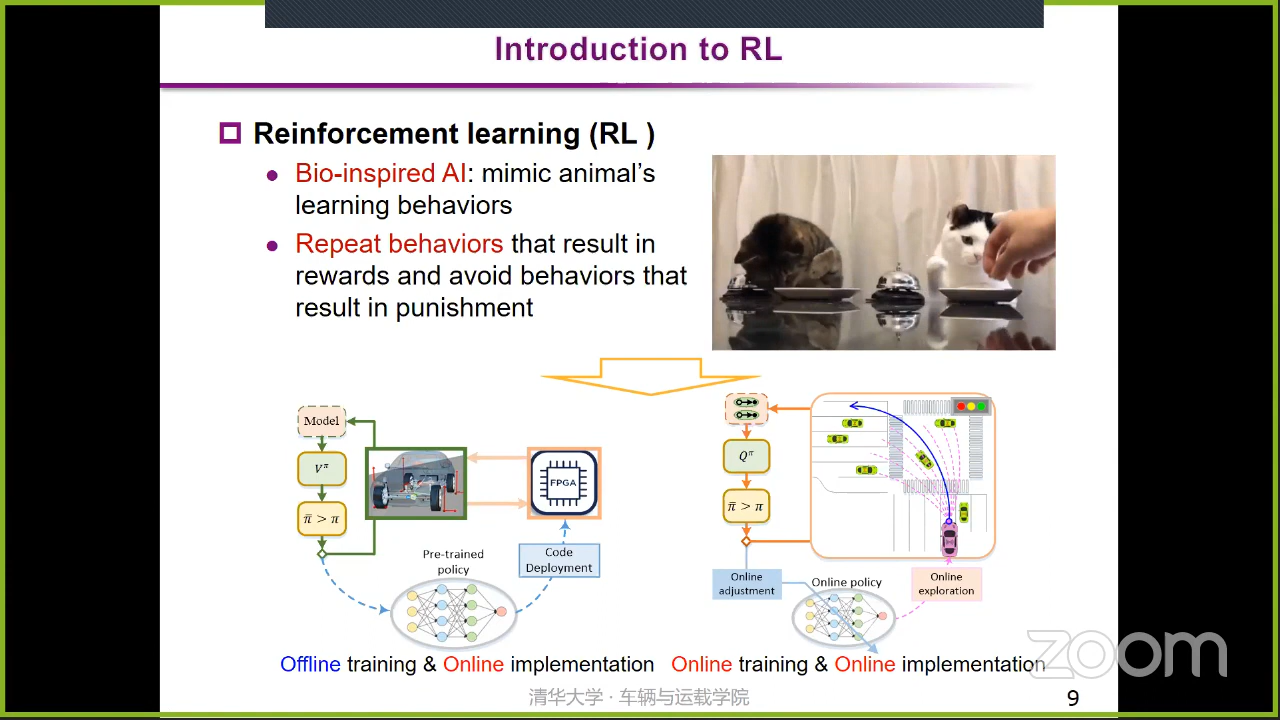 Introduction to RL
Reinforcement learning (RL )
Bio-inspired AI: mimic animal's
learning behaviors
Repeat behaviors that result in
rewards and avoid behaviors that
result in punishment
Model
V^π
π̄ > π
FPGA
Pre-trained
policy
Code
Deployment
Offline training & Online implementation
Q^π
π̄ > π
Online
adjustment
Online policy
Online
exploration
Online training & Online implementation
zoom
清华大学 · 车辆与运载学院
9